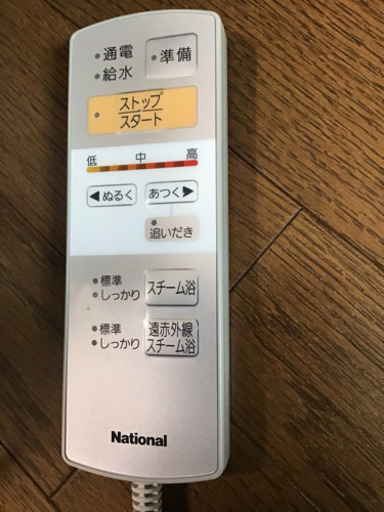 通電
給水
準備
ストップ
スタート
低 中 高
◀ぬるく
あつく▶
追いだき
標準
しっかり
スチーム浴
標準
しっかり
遠赤外線
スチーム浴
National